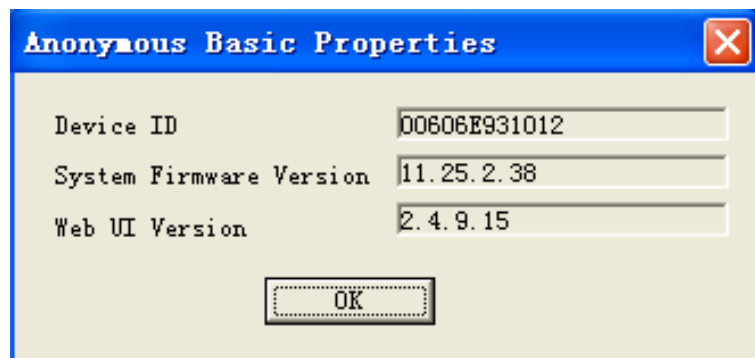 Anonymous Basic Properties
Device ID 00606E931012
System Firmware Version 11.25.2.38
Web UI Version 2.4.9.15
OK